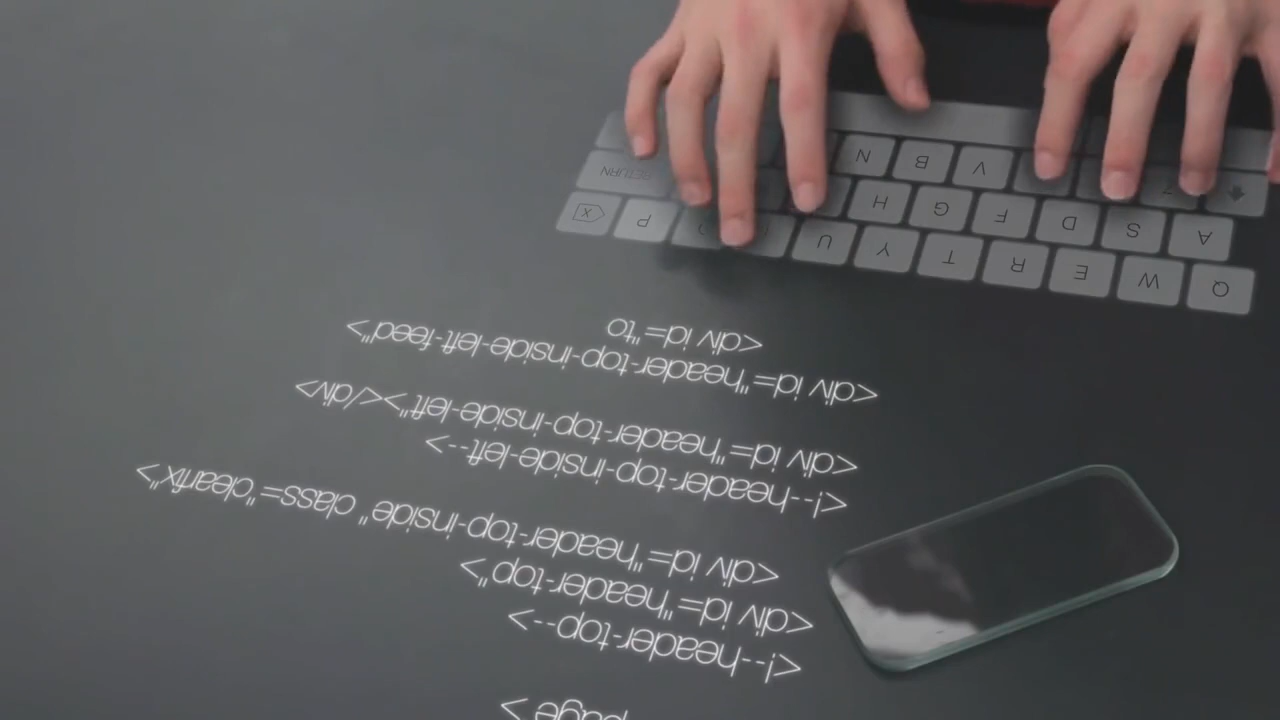 page >
<!--header-top-->
<div id="header-top">
<div id="header-top-inside" class="clearfix">
<!--header-top-inside-left-->
<div id="header-top-inside-left"></div>
<div id="header-top-inside-left-feed">
<div id="to
Q W E R T Y U P
A S D F G H RETURN
Z V B N